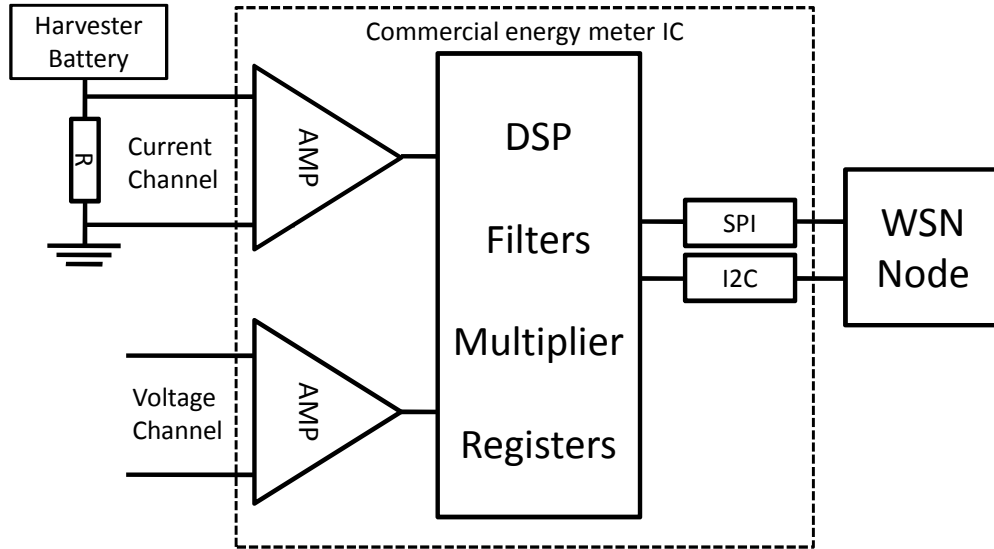 Harvester
Battery
Commercial energy meter IC
R
Current
Channel
AMP
DSP
Filters
Multiplier
Registers
SPI
I2C
WSN
Node
Voltage
Channel
AMP